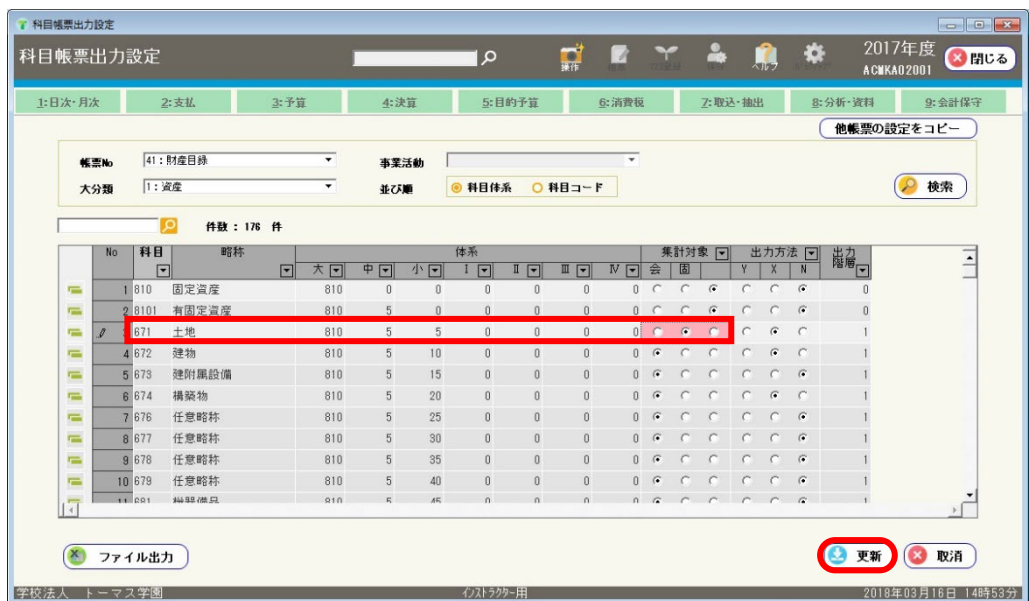 科目帳票出力設定
科目帳票出力設定 操作 ヘルプ 2017年度 ACMKA02001 閉じる
1:日次・月次 2:支払 3:予算 4:決算 5:目的予算 6:消費税 7:取込・抽出 8:分析・資料 9:会計保守
他帳票の設定をコピー
帳票No 41:財産目録 事業活動
大分類 1:資産 並び順 科目体系 科目コード 検索
件数: 176 件
No 科目 略称 体系 集計対象 出力方法 出力階層
大 中 小 Ⅰ Ⅱ Ⅲ Ⅳ 会 固 Y X N
1 810 固定資産 810 0 0 0 0 0 0 0
2 8101 有固定資産 810 5 0 0 0 0 0 0
671 土地 810 5 5 0 0 0 0 1
4 672 建物 810 5 10 0 0 0 0 1
5 673 建附属設備 810 5 15 0 0 0 0 1
6 674 構築物 810 5 20 0 0 0 0 1
7 676 任意略称 810 5 25 0 0 0 0 1
8 677 任意略称 810 5 30 0 0 0 0 1
9 678 任意略称 810 5 35 0 0 0 0 1
10 679 任意略称 810 5 40 0 0 0 0 1
11 681 機器備品 810 5 45 0 0 0 0 1
ファイル出力 更新 取消
学校法人 トーマス学園 インストラクター用 2018年03月16日 14時53分